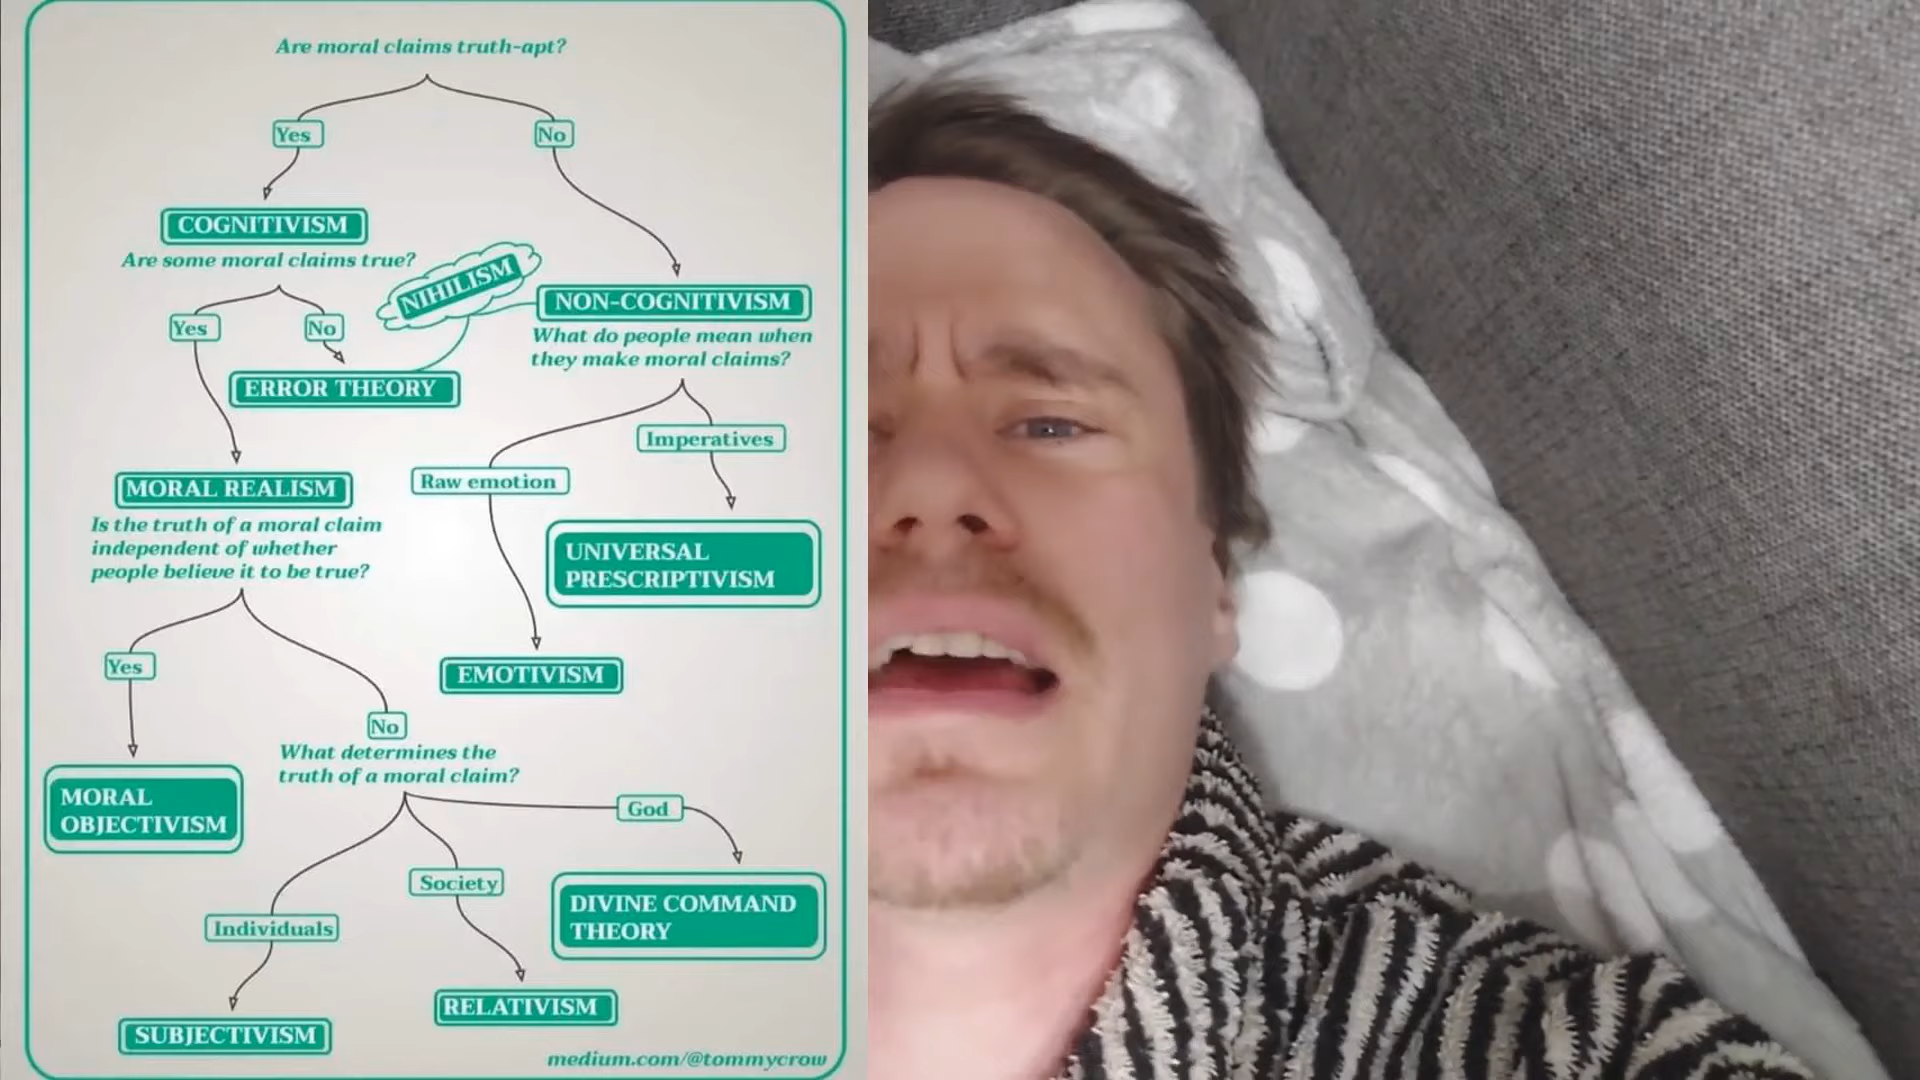 Are moral claims truth-apt?
Yes
No
COGNITIVISM
Are some moral claims true?
NIHILISM
NON-COGNITIVISM
What do people mean when
they make moral claims?
Yes
No
ERROR THEORY
Imperatives
Raw emotion
MORAL REALISM
Is the truth of a moral claim
independent of whether
people believe it to be true?
UNIVERSAL
PRESCRIPTIVISM
Yes
EMOTIVISM
No
What determines the
truth of a moral claim?
MORAL
OBJECTIVISM
God
Society
Individuals
DIVINE COMMAND
THEORY
RELATIVISM
SUBJECTIVISM
medium.com/@tommycrow